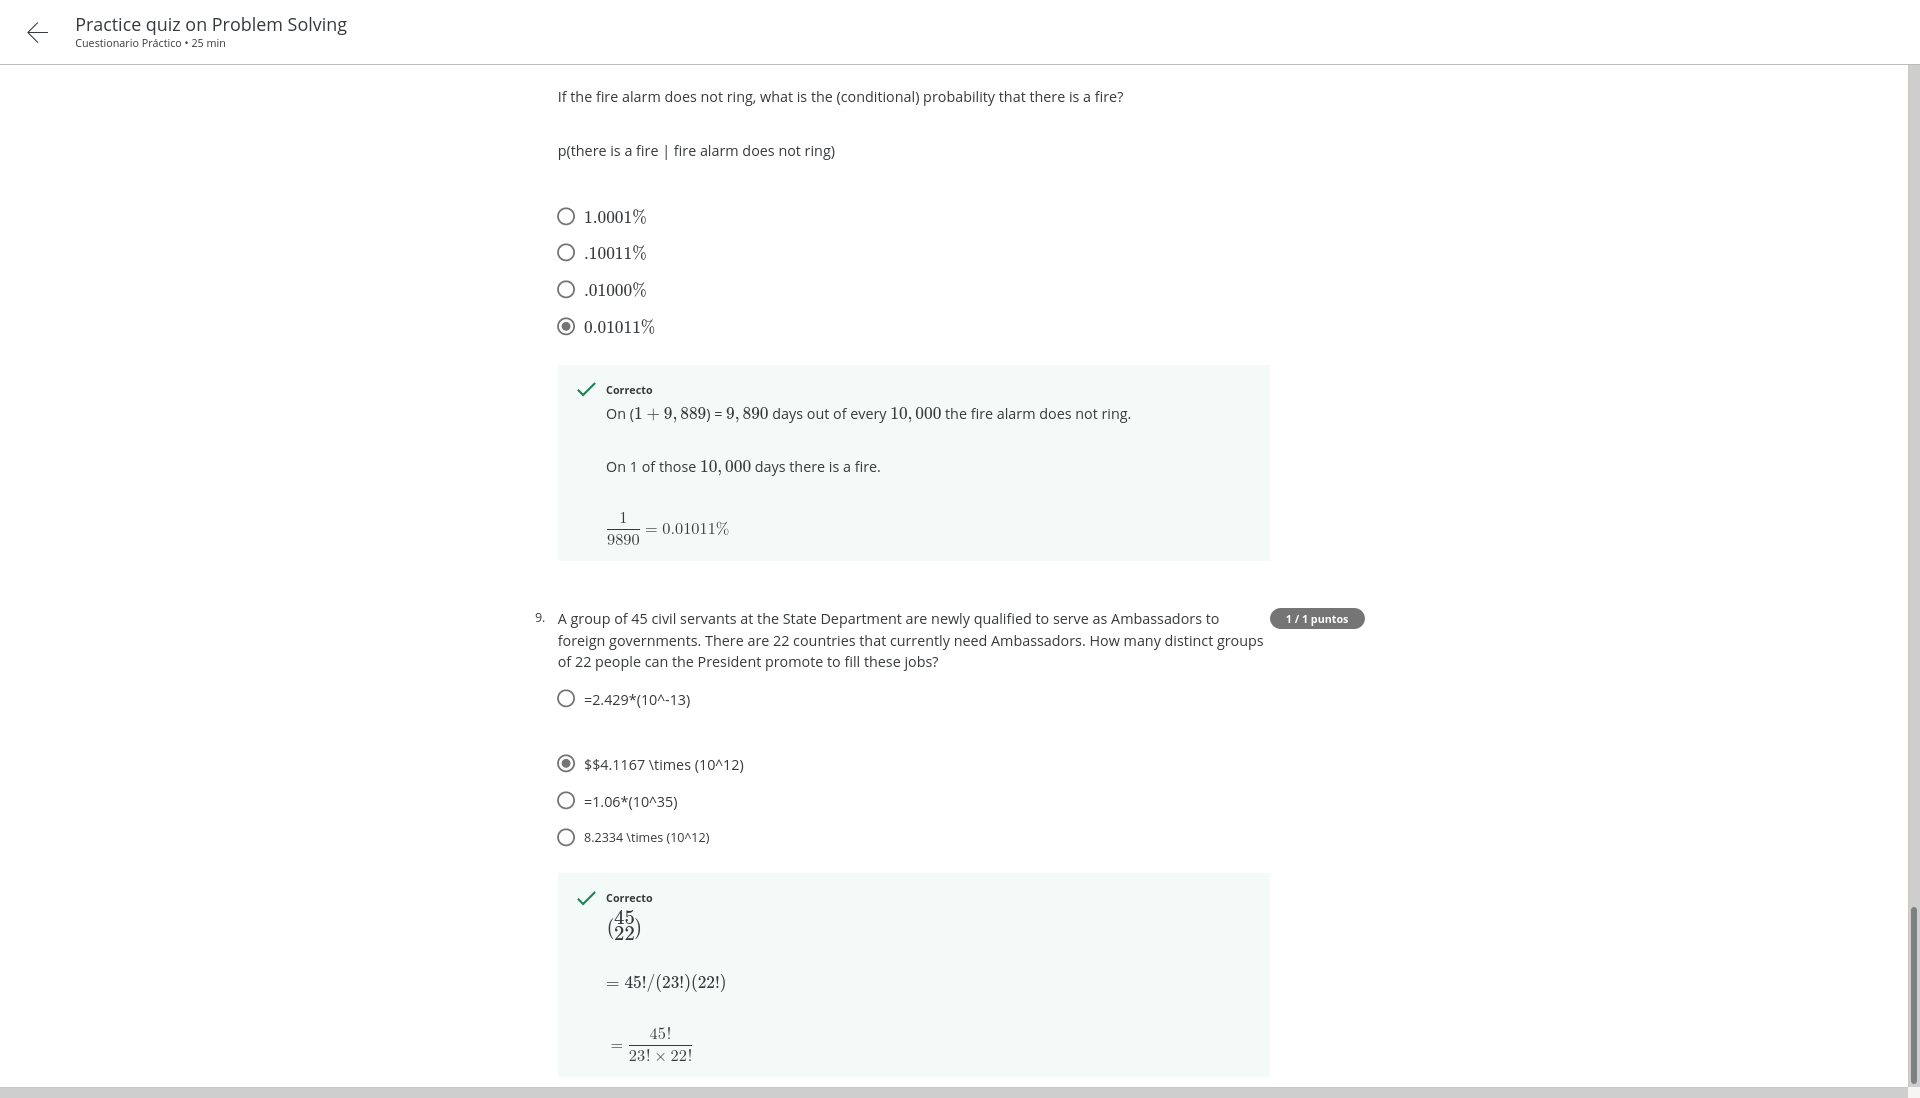 Practice quiz on Problem Solving
Cuestionario Práctico • 25 min
If the fire alarm does not ring, what is the (conditional) probability that there is a fire?
p(there is a fire | fire alarm does not ring)
1.0001%
.10011%
.01000%
0.01011%
Correcto
On (1 + 9, 889) = 9, 890 days out of every 10, 000 the fire alarm does not ring.
On 1 of those 10, 000 days there is a fire.
1
9890
= 0.01011%
9. A group of 45 civil servants at the State Department are newly qualified to serve as Ambassadors to
foreign governments. There are 22 countries that currently need Ambassadors. How many distinct groups
of 22 people can the President promote to fill these jobs?
1 / 1 puntos
=2.429*(10^-13)
$$4.1167 \times (10^12)
=1.06*(10^35)
8.2334 \times (10^12)
Correcto
(45
22)
= 45!/(23!)(22!)
= 45!
23! × 22!